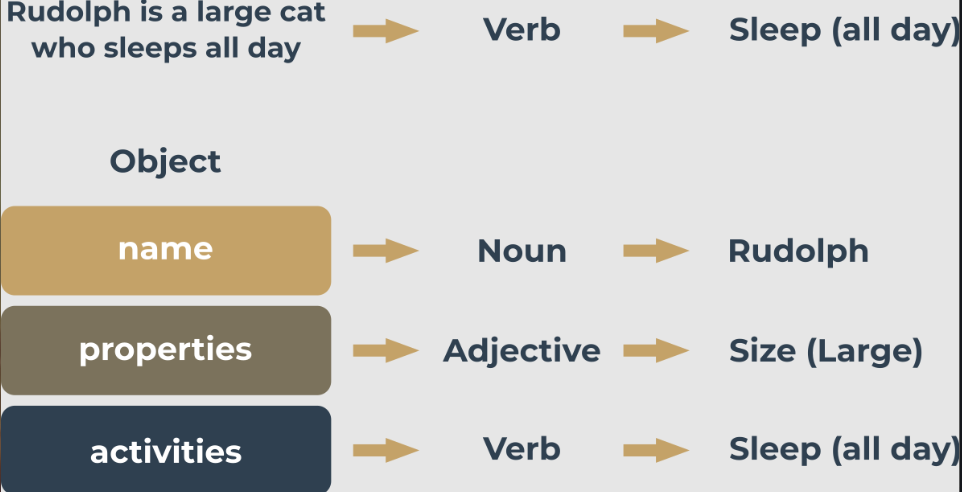 Rudolph is a large cat
who sleeps all day
Verb
Sleep (all day)
Object
name
Noun
Rudolph
properties
Adjective
Size (Large)
activities
Verb
Sleep (all day)